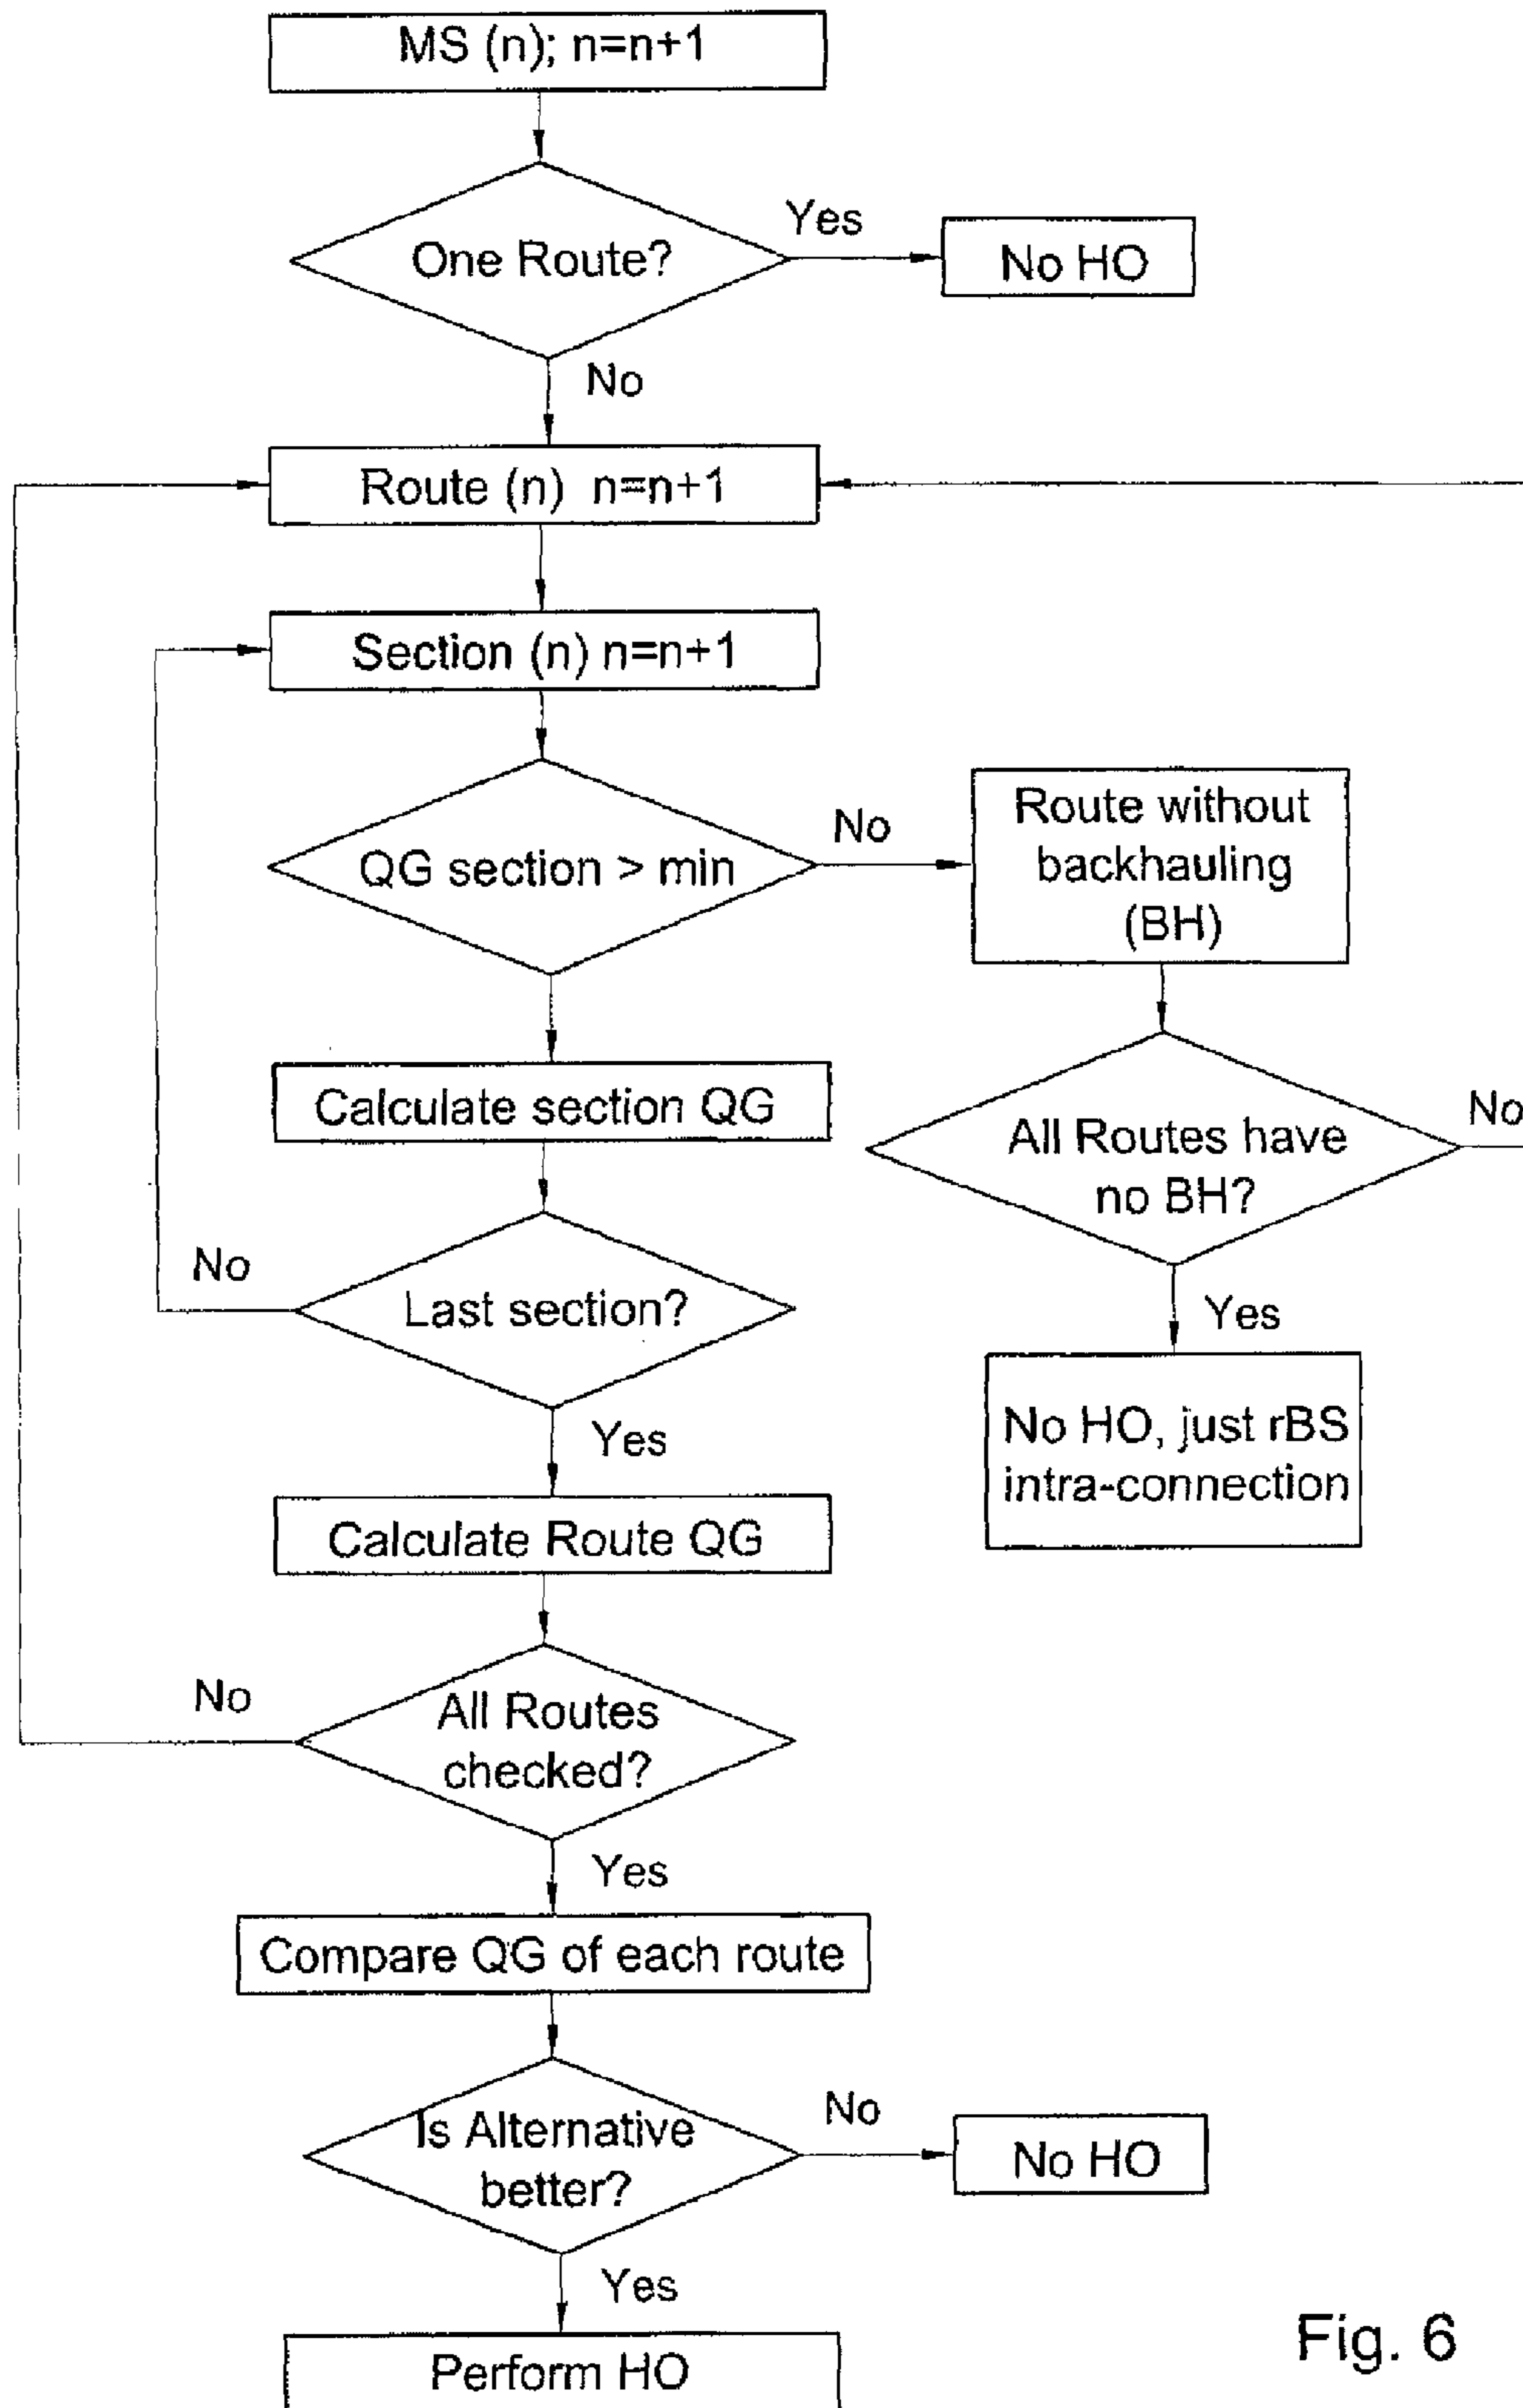 MS (n); n=n+1
One Route?
Yes
No HO
No
Route (n) n=n+1
Section (n) n=n+1
QG section > min
No
Route without
backhauling
(BH)
Calculate section QG
All Routes have
no BH?
No
No
Last section?
Yes
No HO, just rBS
intra-connection
Yes
Calculate Route QG
No
All Routes
checked?
Yes
Compare QG of each route
Is Alternative
better?
No
No HO
Yes
Perform HO
Fig. 6